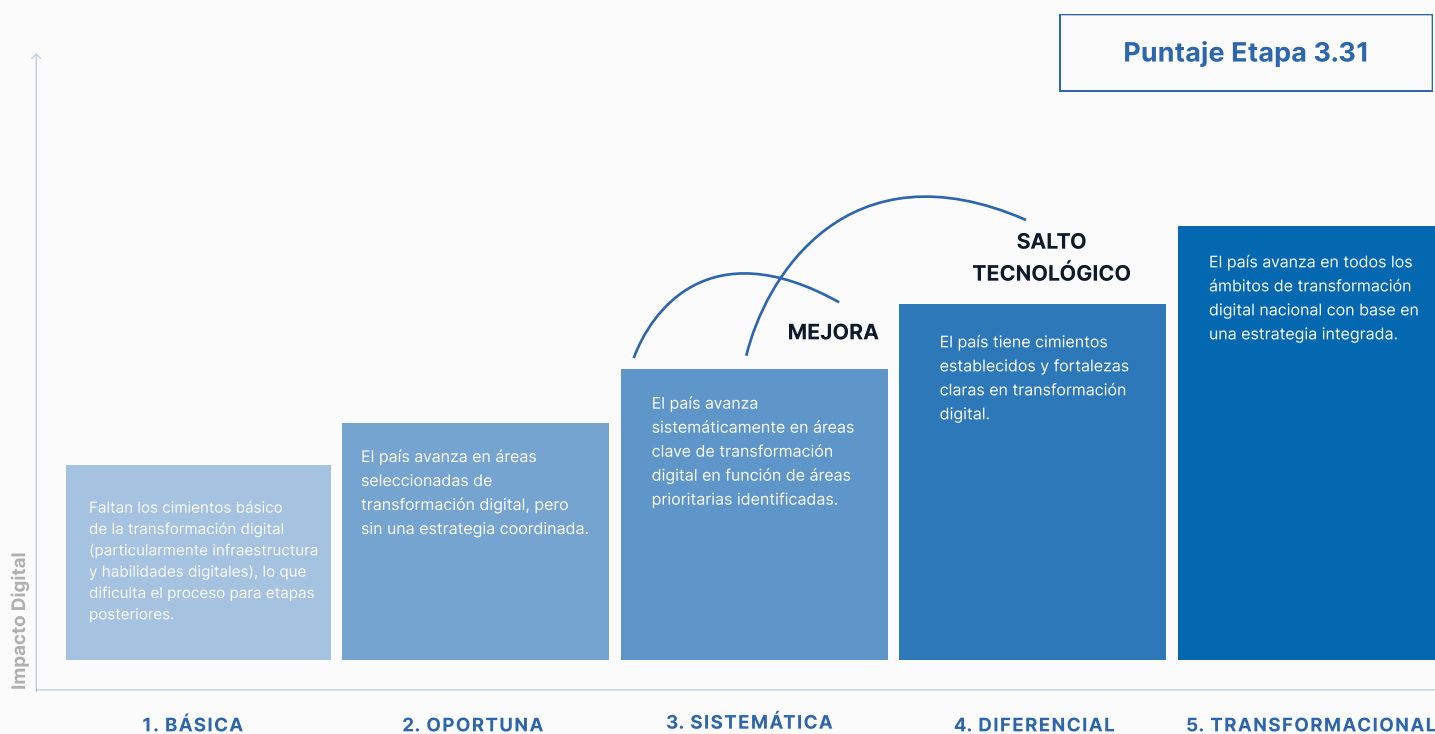 Puntaje Etapa 3.31
Impacto Digital
Faltan los cimientos básico
de la transformación digital
(particularmente infraestructura
y habilidades digitales), lo que
dificulta el proceso para etapas
posteriores.
El país avanza en áreas
seleccionadas de
transformación digital, pero
sin una estrategia coordinada.
MEJORA
El país avanza
sistemáticamente en áreas
clave de transformación
digital en función de áreas
prioritarias identificadas.
SALTO
TECNOLÓGICO
El país tiene cimientos
establecidos y fortalezas
claras en transformación
digital.
El país avanza en todos los
ámbitos de transformación
digital nacional con base en
una estrategia integrada.
1. BÁSICA
2. OPORTUNA
3. SISTEMÁTICA
4. DIFERENCIAL
5. TRANSFORMACIONAL